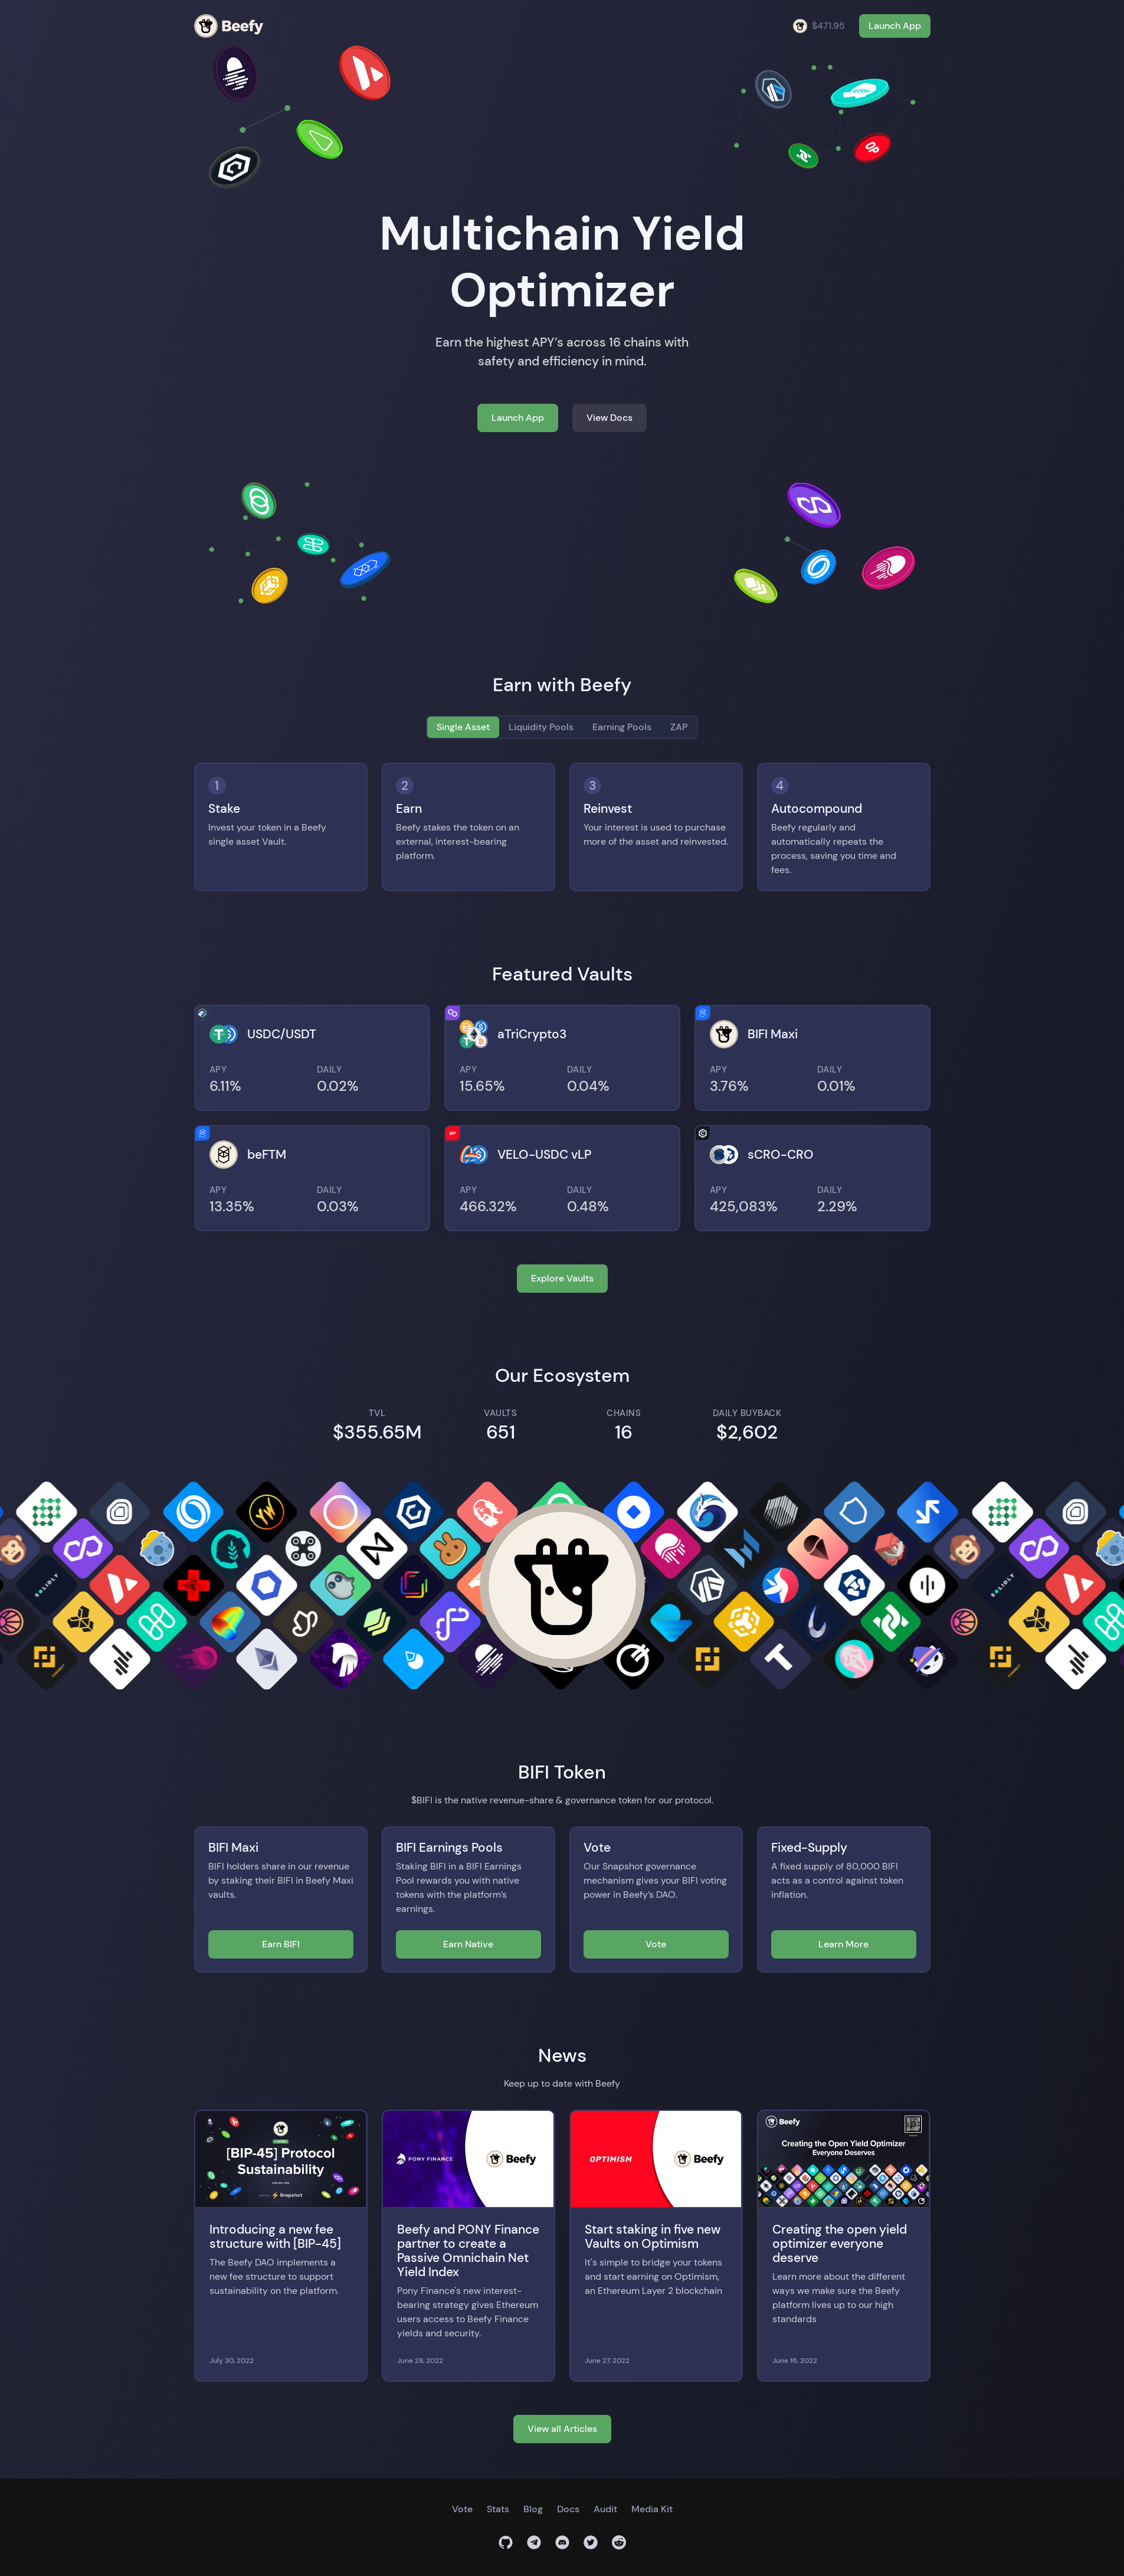 Beefy
$471.95
Launch App
Multichain Yield
Optimizer
Earn the highest APY's across 16 chains with
safety and efficiency in mind.
Launch App
View Docs
Earn with Beefy
Single Asset
Liquidity Pools
Earning Pools
ZAP
1
Stake
Invest your token in a Beefy
single asset Vault.
2
Earn
Beefy stakes the token on an
external, interest-bearing
platform.
3
Reinvest
Your interest is used to purchase
more of the asset and reinvested.
4
Autocompound
Beefy regularly and
automatically repeats the
process, saving you time and
fees.
Featured Vaults
USDC/USDT
APY
DAILY
6.11%
0.02%
aTriCrypto3
APY
DAILY
15.65%
0.04%
BIFI Maxi
APY
DAILY
3.76%
0.01%
beFTM
APY
DAILY
13.35%
0.03%
OP
VELO-USDC vLP
APY
DAILY
466.32%
0.48%
sCRO-CRO
APY
DAILY
425,083%
2.29%
Explore Vaults
Our Ecosystem
TVL
$355.65M
VAULTS
651
CHAINS
16
DAILY BUYBACK
$2,602
SOLIDLY
SOLIDLY
BIFI Token
$BIFI is the native revenue-share & governance token for our protocol.
BIFI Maxi
BIFI holders share in our revenue
by staking their BIFI in Beefy Maxi
vaults.
Earn BIFI
BIFI Earnings Pools
Staking BIFI in a BIFI Earnings
Pool rewards you with native
tokens with the platform's
earnings.
Earn Native
Vote
Our Snapshot governance
mechanism gives your BIFI voting
power in Beefy's DAO.
Vote
Fixed-Supply
A fixed supply of 80,000 BIFI
acts as a control against token
inflation.
Learn More
News
Keep up to date with Beefy
[BIP-45] Protocol
Sustainability
Snapshot
Introducing a new fee
structure with [BIP-45]
The Beefy DAO implements a
new fee structure to support
sustainability on the platform.
July 30, 2022
PONY FINANCE
Beefy
Beefy and PONY Finance
partner to create a
Passive Omnichain Net
Yield Index
Pony Finance's new interest-
bearing strategy gives Ethereum
users access to Beefy Finance
yields and security.
June 28, 2022
OPTIMISM
Beefy
Start staking in five new
Vaults on Optimism
It's simple to bridge your tokens
and start earning on Optimism,
an Ethereum Layer 2 blockchain
June 27, 2022
Beefy
Creating the Open Yield Optimizer
Everyone Deserves
Creating the open yield
optimizer everyone
deserve
Learn more about the different
ways we make sure the Beefy
platform lives up to our high
standards
June 16, 2022
View all Articles
Vote
Stats
Blog
Docs
Audit
Media Kit